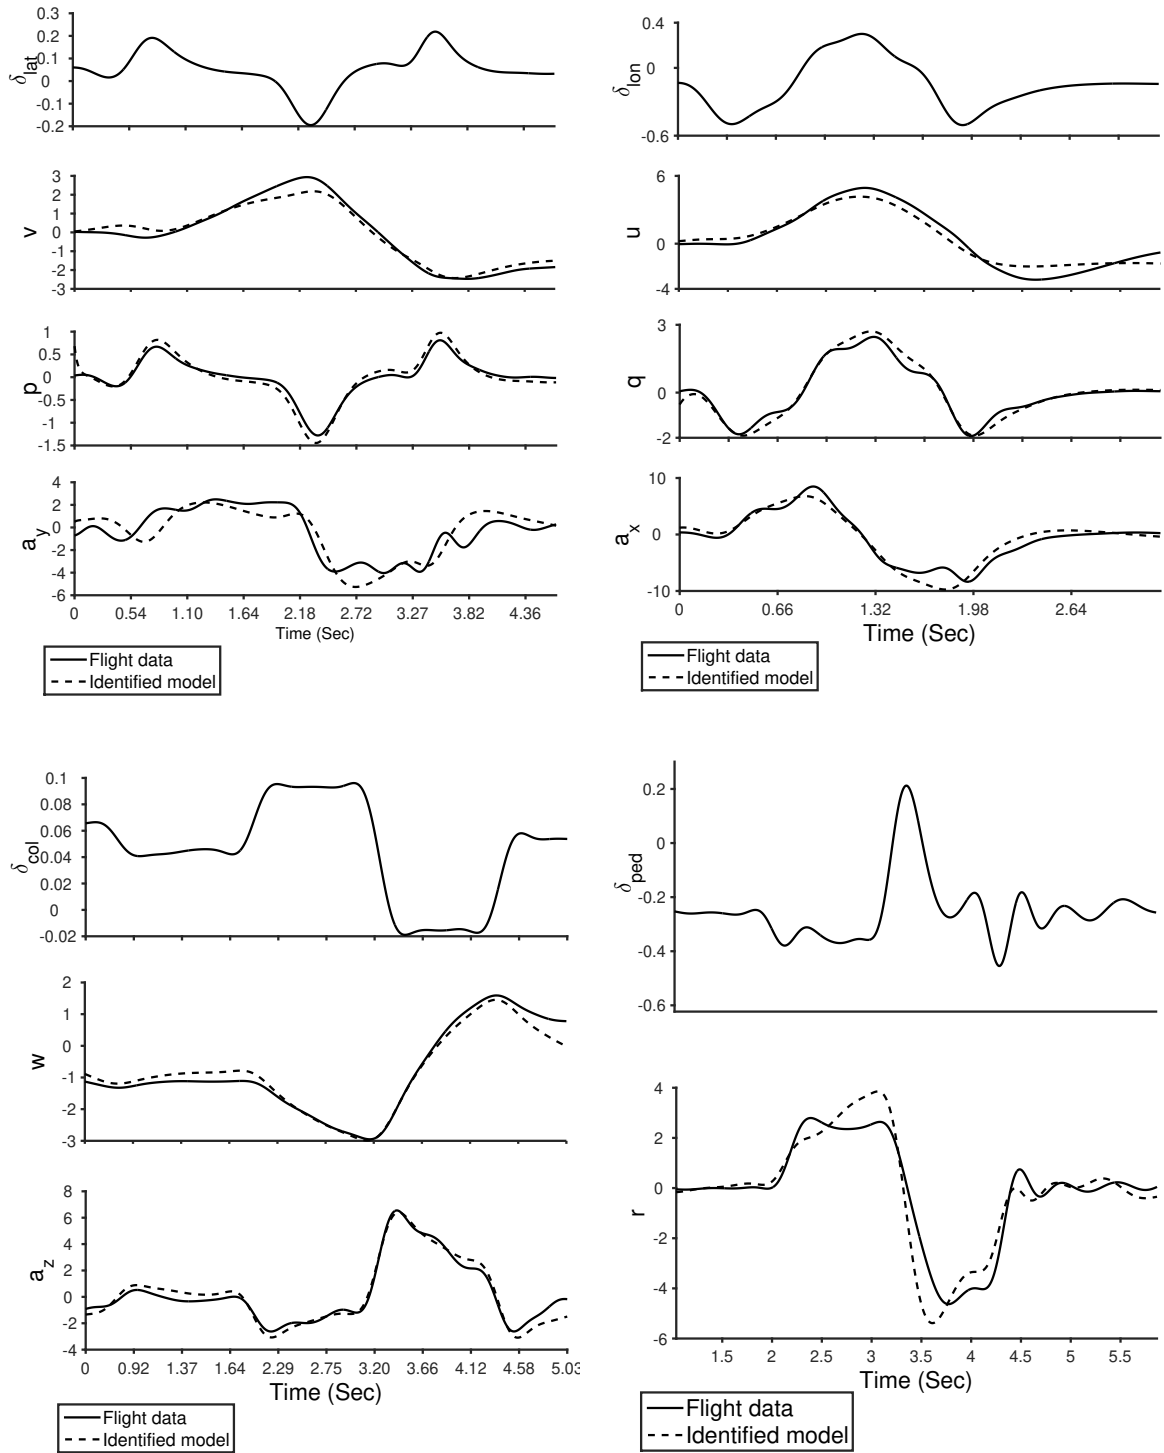 0.3
0.2
0.1
0
-0.1
-0.2
δlat
3
2
1
0
-1
-2
-3
v
1
0.5
0
-0.5
-1
-1.5
p
4
2
0
-2
-4
-6
ay
0 0.54 1.10 1.64 2.18 2.72 3.27 3.82 4.36
Time (Sec)
Flight data
Identified model
0.4
0
-0.6
δlon
6
0
-4
u
3
0
-2
q
10
0
-10
ax
0 0.66 1.32 1.98 2.64
Time (Sec)
Flight data
Identified model
0.1
0.08
0.06
0.04
0.02
0
-0.02
δcol
2
1
0
-1
-2
-3
w
8
6
4
2
0
-2
-4
az
0 0.92 1.37 1.64 2.29 2.75 3.20 3.66 4.12 4.58 5.03
Time (Sec)
Flight data
Identified model
0.2
0
-0.2
-0.4
-0.6
δped
4
2
0
-2
-4
-6
r
1.5 2 2.5 3 3.5 4 4.5 5 5.5
Time (Sec)
Flight data
Identified model